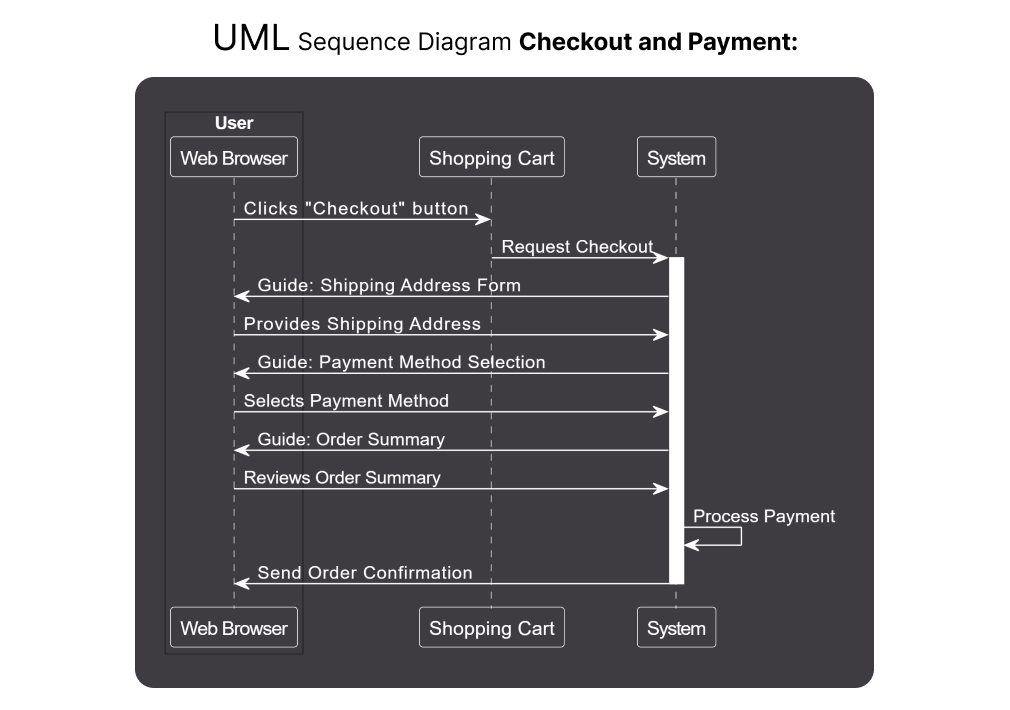 UML Sequence Diagram Checkout and Payment:
User
Web Browser
Shopping Cart
System
Clicks "Checkout" button
Request Checkout
Guide: Shipping Address Form
Provides Shipping Address
Guide: Payment Method Selection
Selects Payment Method
Guide: Order Summary
Reviews Order Summary
Process Payment
Send Order Confirmation
Web Browser
Shopping Cart
System